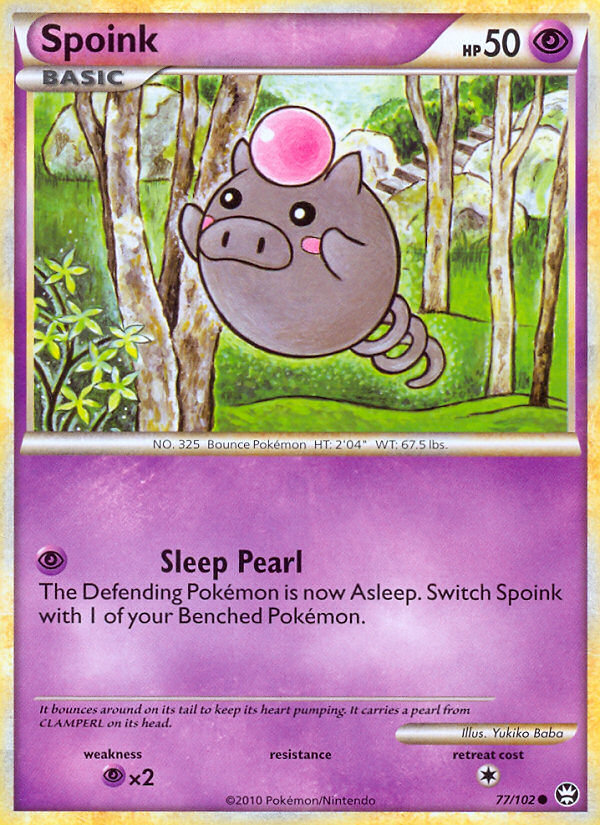 Spoink
HP 50
BASIC
NO. 325 Bounce Pokémon HT: 2'04" WT: 67.5 lbs.
Sleep Pearl
The Defending Pokémon is now Asleep. Switch Spoink
with 1 of your Benched Pokémon.
It bounces around on its tail to keep its heart pumping. It carries a pearl from
CLAMPERL on its head.
Illus. Yukiko Baba
weakness resistance retreat cost
×2
©2010 Pokémon/Nintendo 77/102